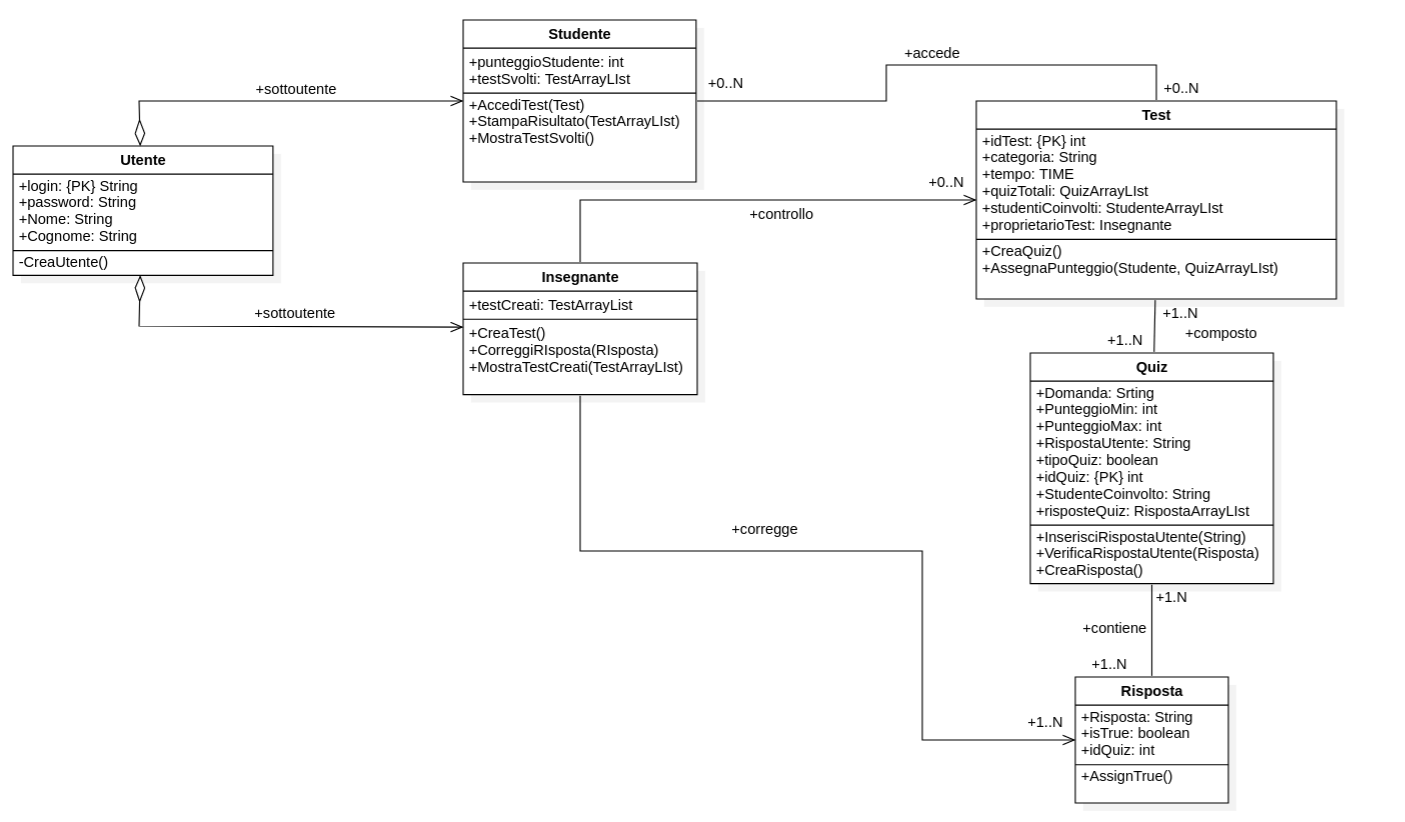 Studente
+punteggioStudente: int
+testSvolti: TestArrayLIst
+AccediTest(Test)
+StampaRisultato(TestArrayLIst)
+MostraTestSvolti()
+sottoutente
+0..N
+accede
+0..N
Utente
+login: {PK} String
+password: String
+Nome: String
+Cognome: String
-CreaUtente()
+sottoutente
Test
+idTest: {PK} int
+categoria: String
+tempo: TIME
+quizTotali: QuizArrayLIst
+studentiCoinvolti: StudenteArrayLIst
+proprietarioTest: Insegnante
+CreaQuiz()
+AssegnaPunteggio(Studente, QuizArrayLIst)
+0..N
+controllo
Insegnante
+testCreati: TestArrayList
+CreaTest()
+CorreggiRIsposta(RIsposta)
+MostraTestCreati(TestArrayLIst)
+1..N
+composto
+1..N
Quiz
+Domanda: Srting
+PunteggioMin: int
+PunteggioMax: int
+RispostaUtente: String
+tipoQuiz: boolean
+idQuiz: {PK} int
+StudenteCoinvolto: String
+risposteQuiz: RispostaArrayLIst
+InserisciRispostaUtente(String)
+VerificaRispostaUtente(Risposta)
+CreaRisposta()
+corregge
+1.N
+contiene
+1..N
+1..N
Risposta
+Risposta: String
+isTrue: boolean
+idQuiz: int
+AssignTrue()